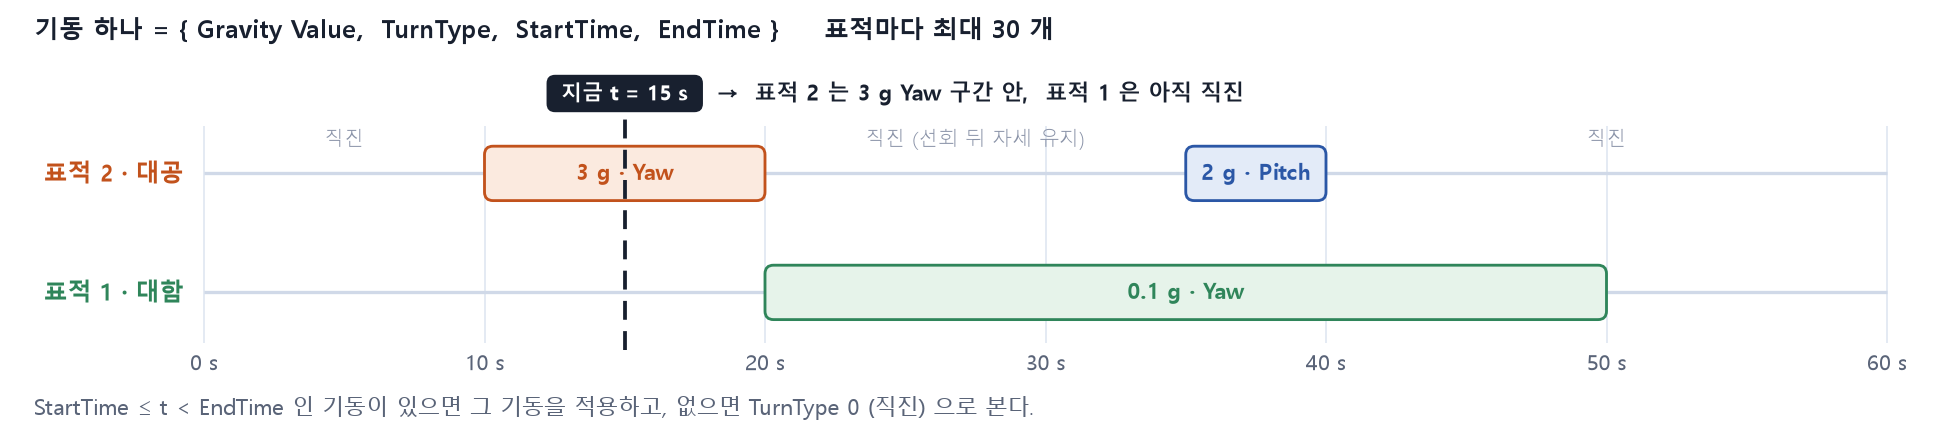 기동 하나 = { Gravity Value, TurnType, StartTime, EndTime } 표적마다 최대 30 개
지금 t = 15 s → 표적 2 는 3 g Yaw 구간 안, 표적 1 은 아직 직진
직진 직진 (선회 뒤 자세 유지) 직진
표적 2 · 대공 3 g · Yaw 2 g · Pitch
표적 1 · 대함 0.1 g · Yaw
0 s 10 s 20 s 30 s 40 s 50 s 60 s
StartTime ≤ t < EndTime 인 기동이 있으면 그 기동을 적용하고, 없으면 TurnType 0 (직진) 으로 본다.